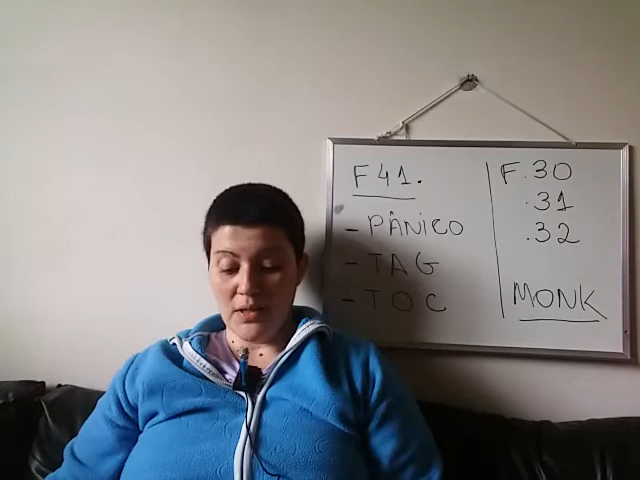 F41.
- PÂNICO
- TAG
- TOC
F.30
.31
.32
MONK